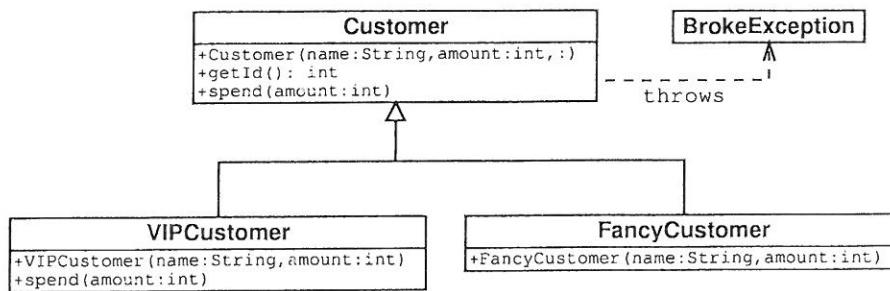 Customer
+Customer(name:String,amount:int,:)
+getId(): int
+spend(amount:int)
BrokeException
throws
VIPCustomer
+VIPCustomer(name:String,amount:int)
+spend(amount:int)
FancyCustomer
+FancyCustomer(name:String,amount:int)